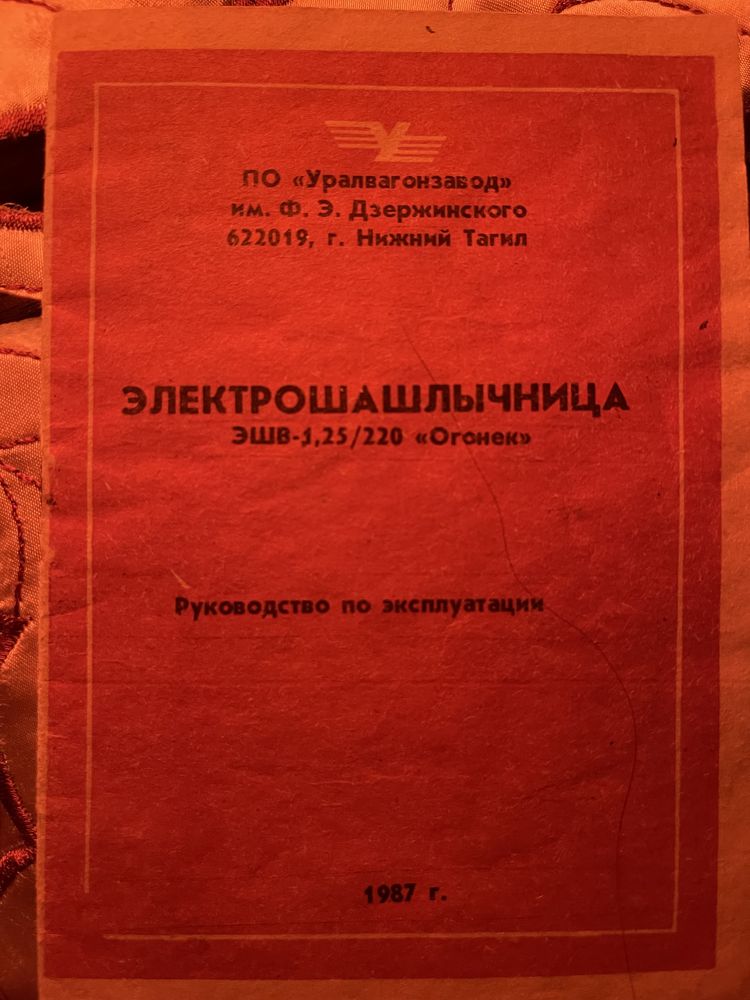 ПО «Уралвагонзавод»
им. Ф. Э. Дзержинского
622019, г. Нижний Тагил
ЭЛЕКТРОШАШЛЫЧНИЦА
ЭШВ-1,25/220 «Огонек»
Руководство по эксплуатации
1987 г.